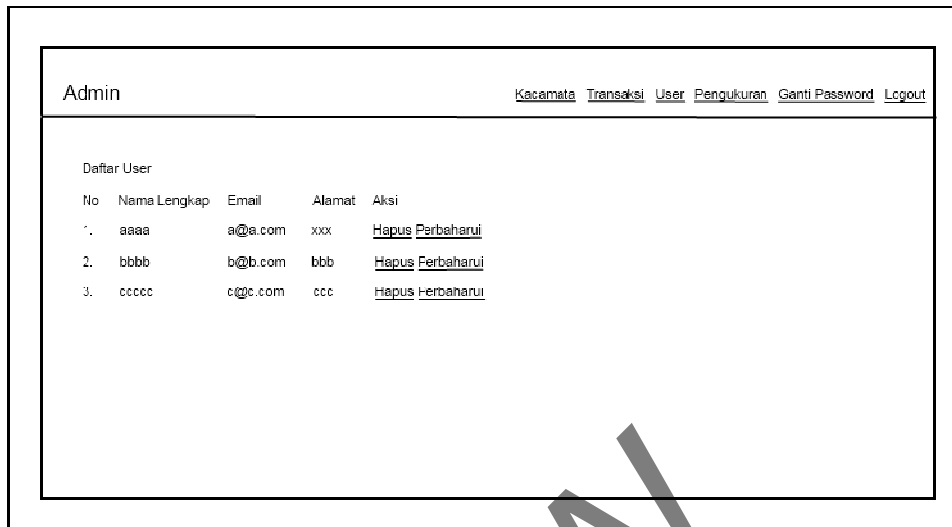 Admin Kacamata Transaksi User Pengukuran Ganti Password Logout
Daftar User
No Nama Lengkap Email Alamat Aksi
1. aaaa a@a.com xxx Hapus Perbaharui
2. bbbb b@b.com bbb Hapus Perbaharui
3. ccccc c@c.com ccc Hapus Perbaharui